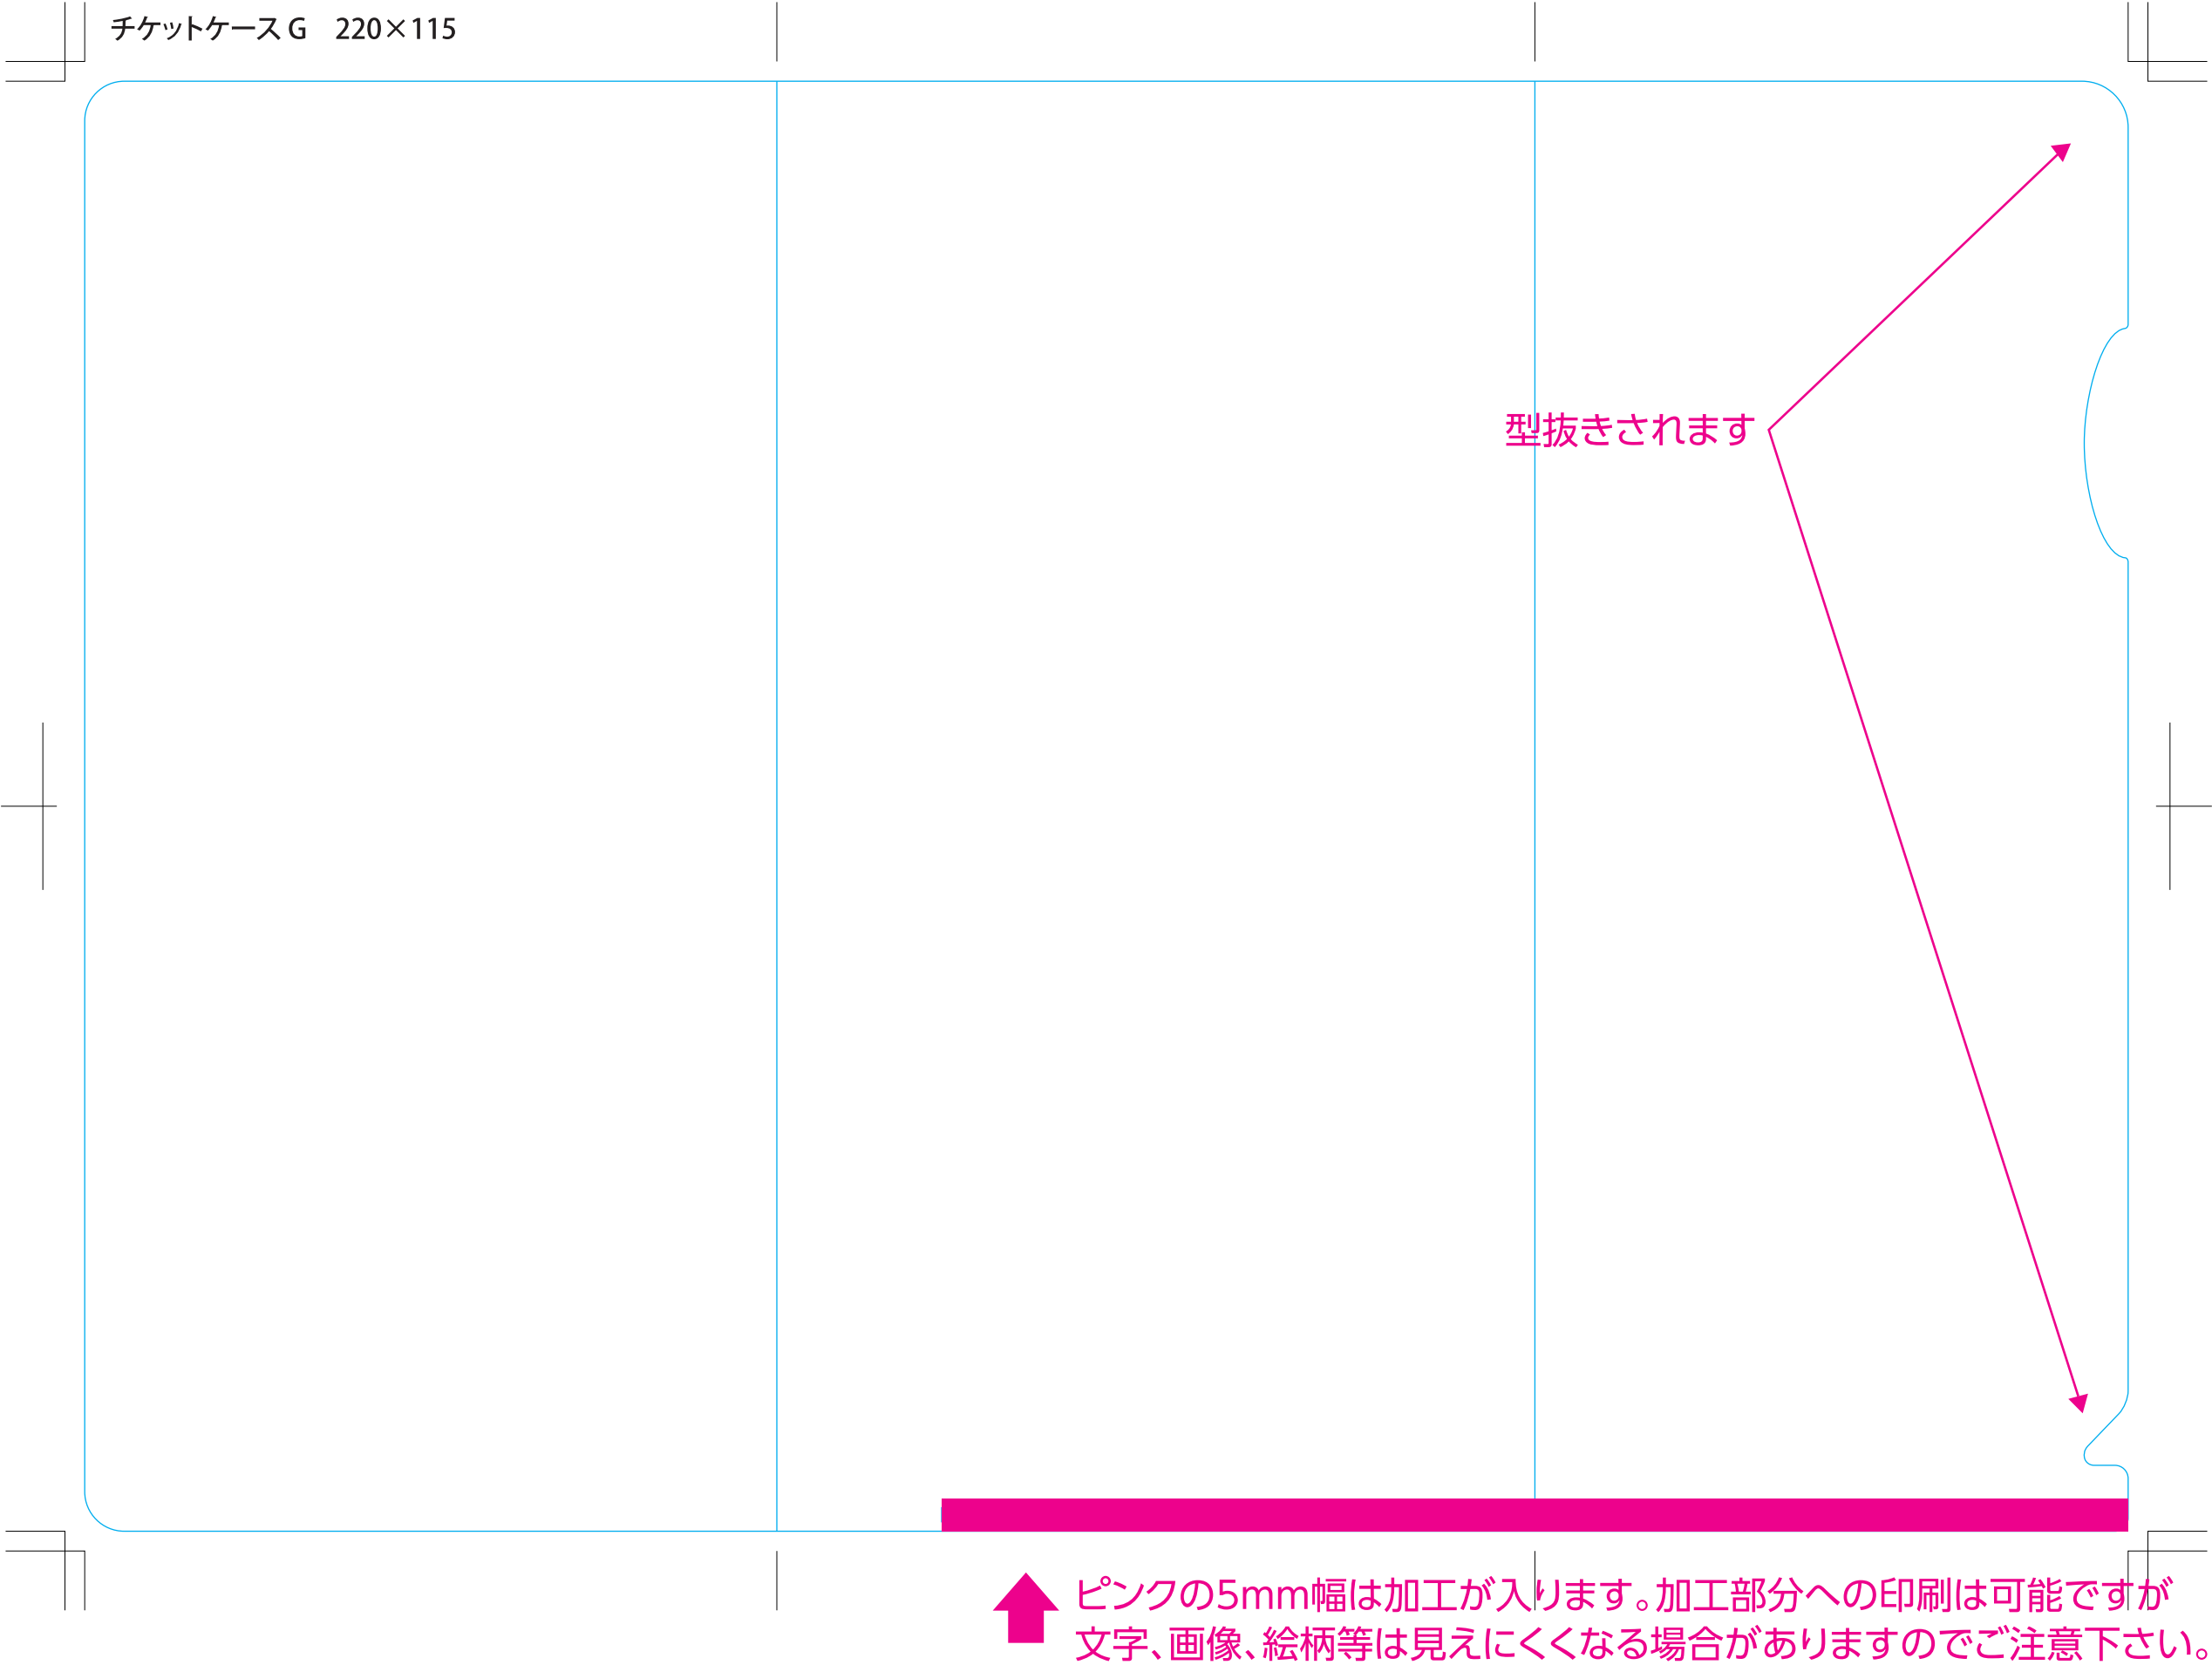 チケットケース G　200×115
型抜きされます
ピンクの5mm幅は加工が入ります。加工部分への印刷は可能ですが
文字、画像、絵柄等は見えにくくなる場合がありますのでご注意下さい。